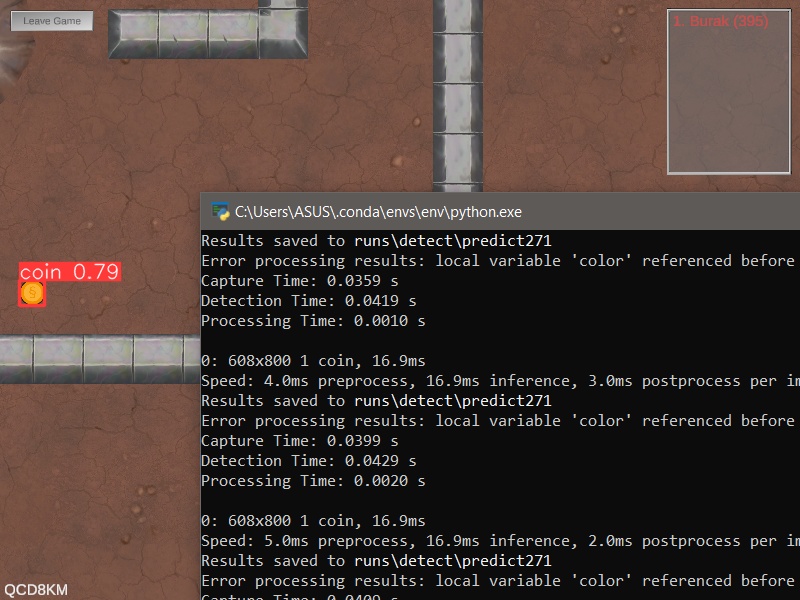 Leave Game
1. Burak (395)
C:\Users\ASUS\.conda\envs\env\python.exe
Results saved to runs\detect\predict271
Error processing results: local variable 'color' referenced before
coin 0.79
Capture Time: 0.0359 s
Detection Time: 0.0419 s
Processing Time: 0.0010 s
0: 608x800 1 coin, 16.9ms
Speed: 4.0ms preprocess, 16.9ms inference, 3.0ms postprocess per im
Results saved to runs\detect\predict271
Error processing results: local variable 'color' referenced before
Capture Time: 0.0399 s
Detection Time: 0.0429 s
Processing Time: 0.0020 s
0: 608x800 1 coin, 16.9ms
Speed: 5.0ms preprocess, 16.9ms inference, 2.0ms postprocess per im
Results saved to runs\detect\predict271
Error processing results: local variable 'color' referenced before
Capture Time: 0.0409 s
QCD8KM